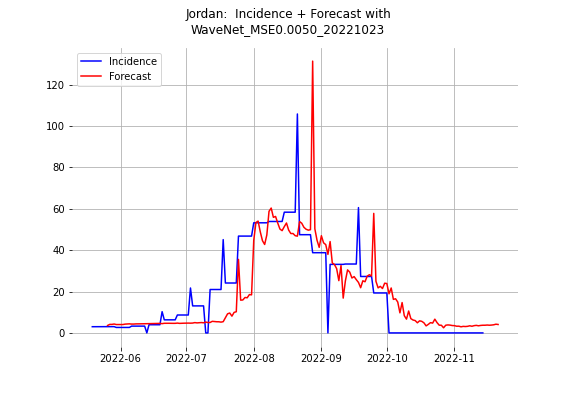 Jordan:  Incidence + Forecast with
WaveNet_MSE0.0050_20221023
Incidence
Forecast
120
100
80
60
40
20
0
2022-06 2022-07 2022-08 2022-09 2022-10 2022-11